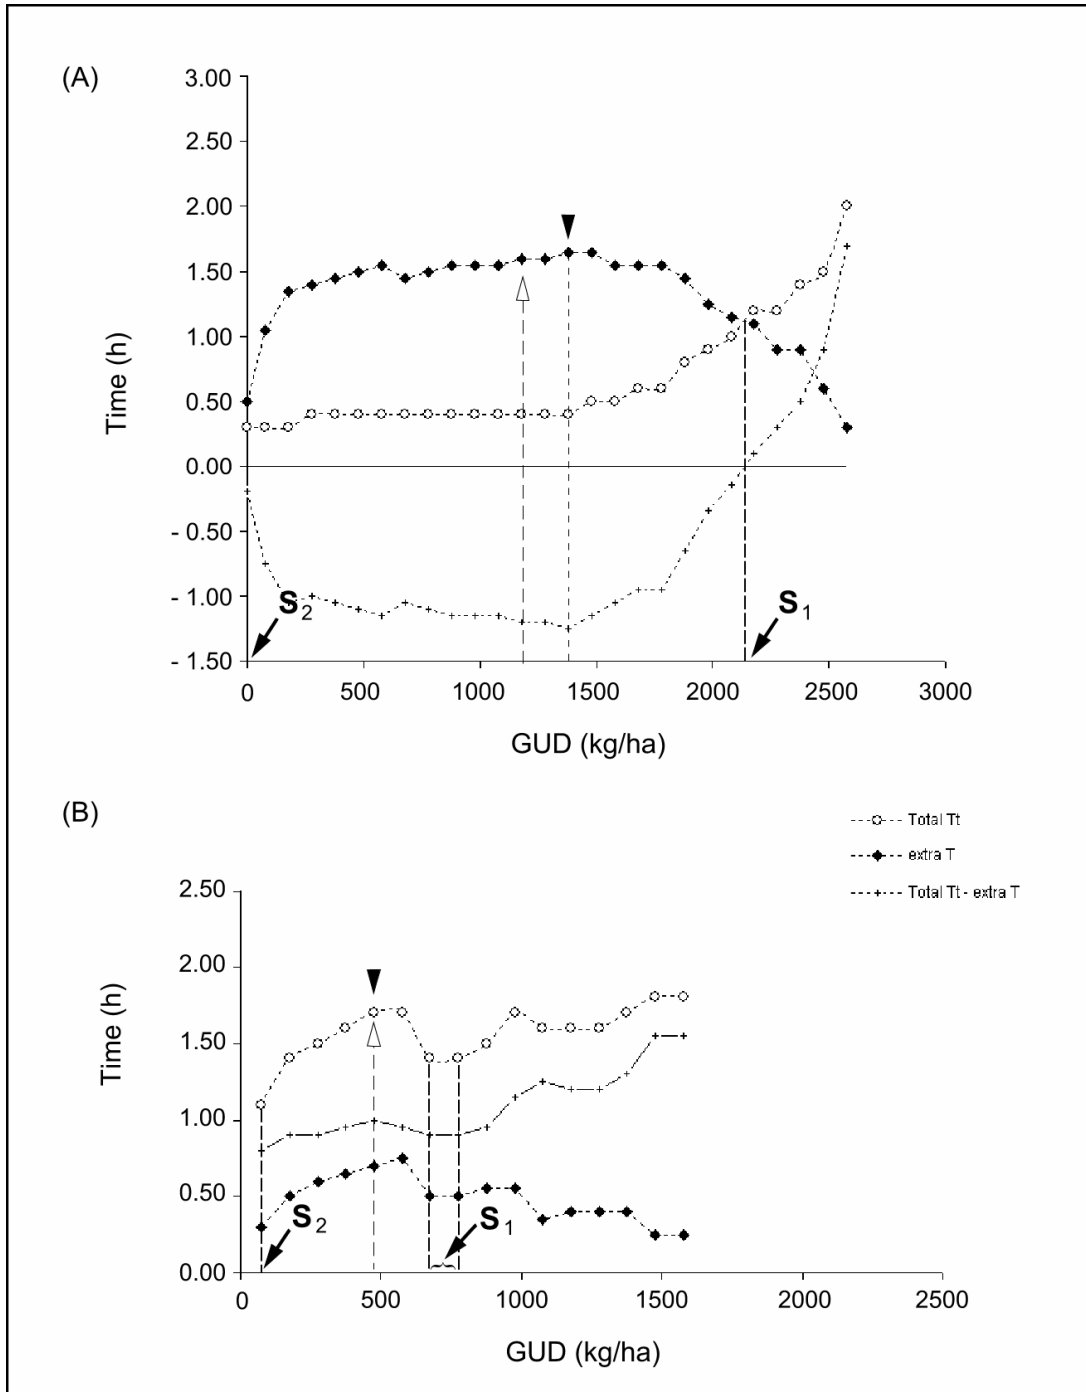 (A)
3.00
2.50
2.00
1.50
1.00
0.50
0.00
- 0.50
- 1.00
- 1.50
Time (h)
S2
S1
0 500 1000 1500 2000 2500 3000
GUD (kg/ha)
(B)
Total Tt
extra T
Total Tt - extra T
2.50
2.00
1.50
1.00
0.50
0.00
Time (h)
S2
S1
0 500 1000 1500 2000 2500
GUD (kg/ha)